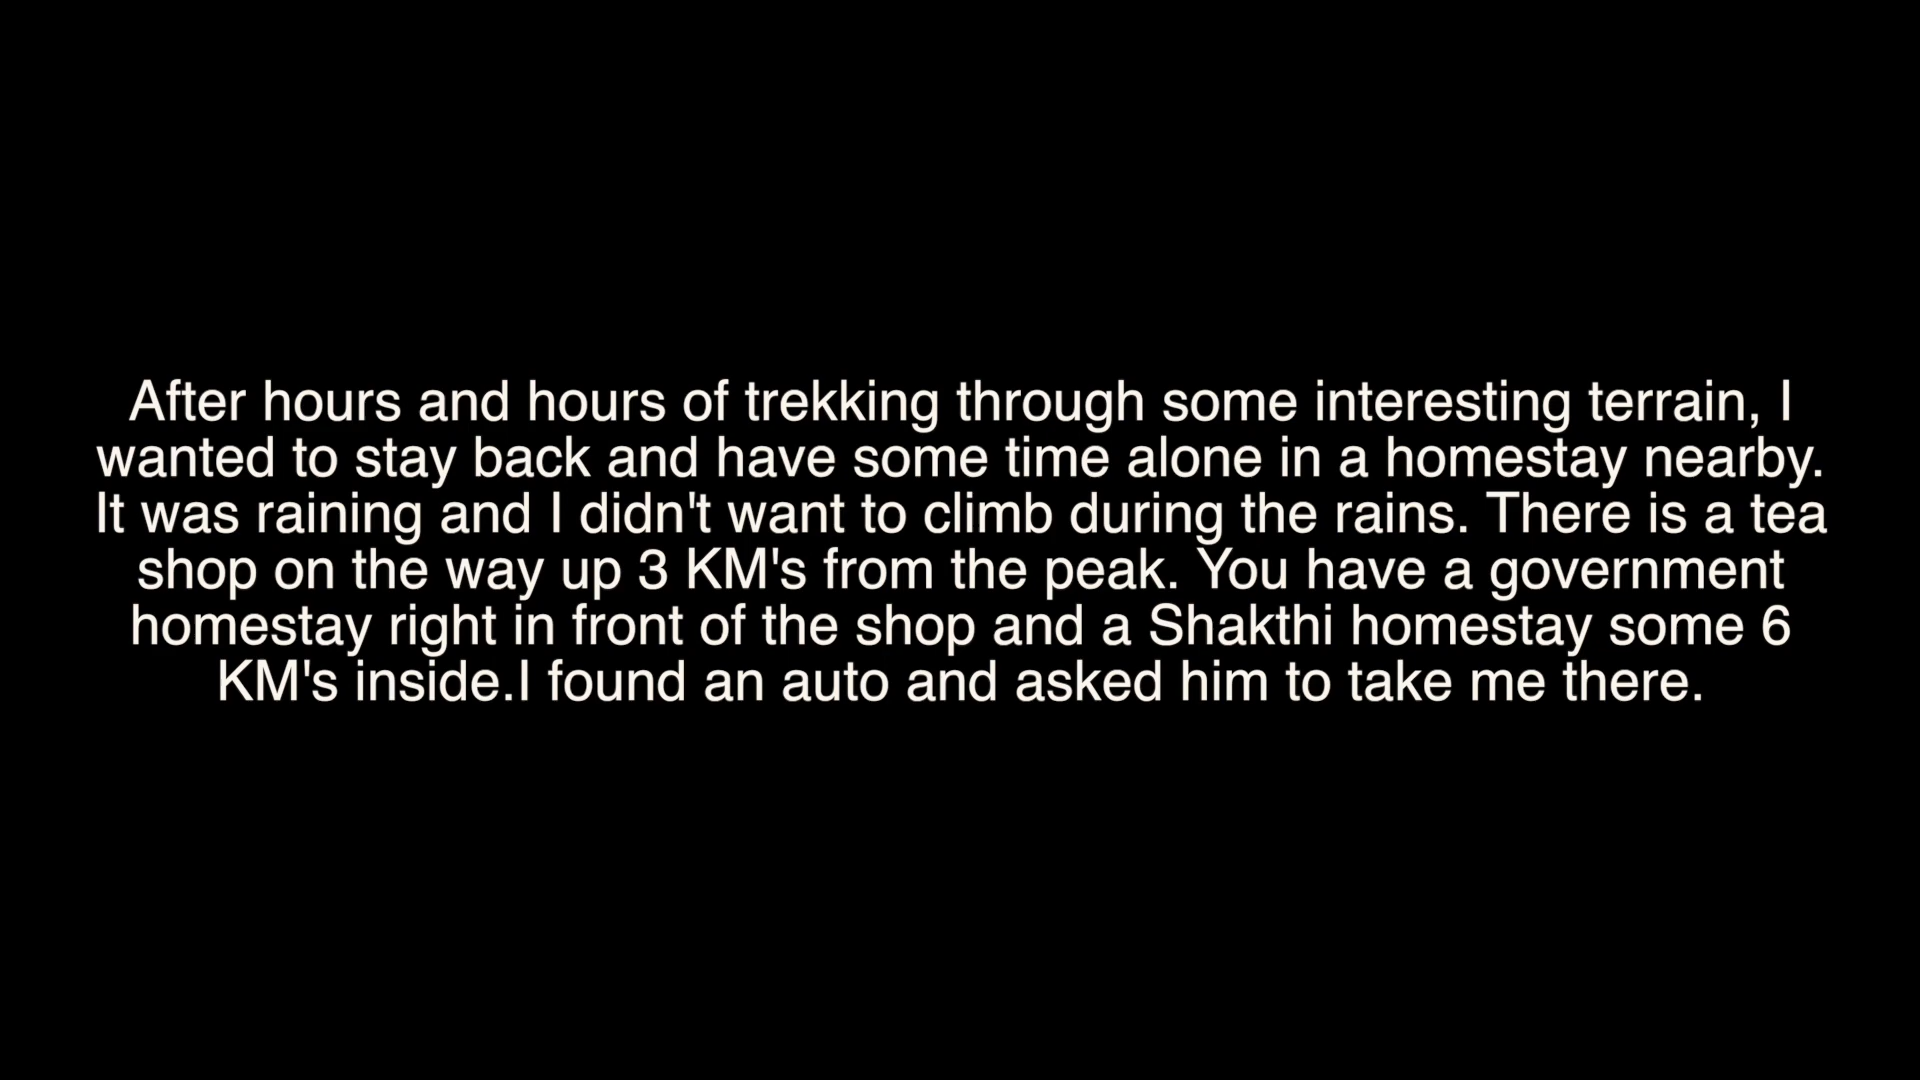 After hours and hours of trekking through some interesting terrain, I
wanted to stay back and have some time alone in a homestay nearby.
It was raining and I didn't want to climb during the rains. There is a tea
shop on the way up 3 KM's from the peak. You have a government
homestay right in front of the shop and a Shakthi homestay some 6
KM's inside.I found an auto and asked him to take me there.